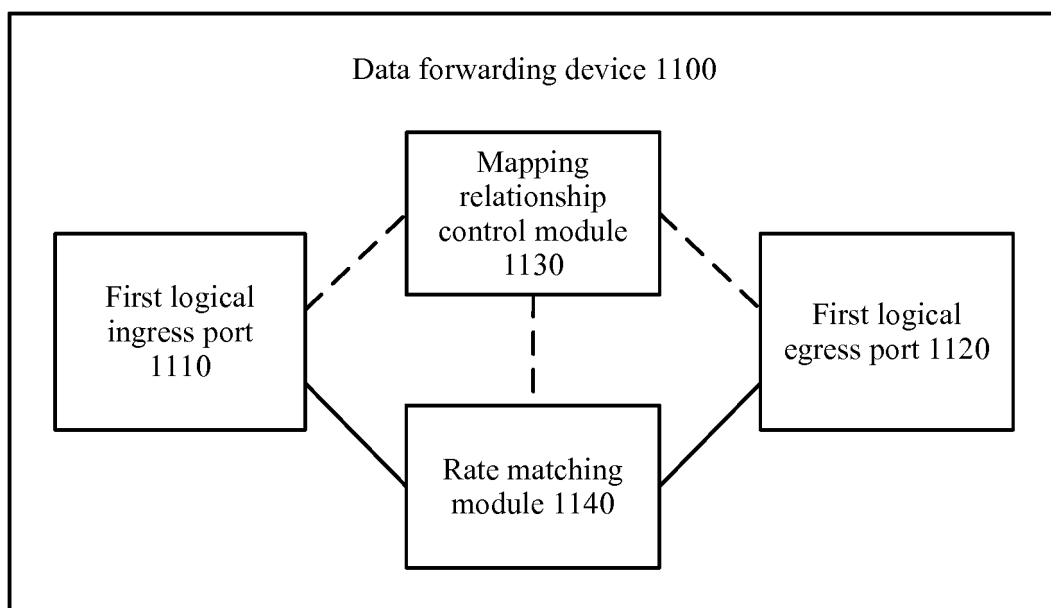 Data forwarding device 1100
Mapping
relationship
control module
1130
First logical
ingress port
1110
First logical
egress port 1120
Rate matching
module 1140